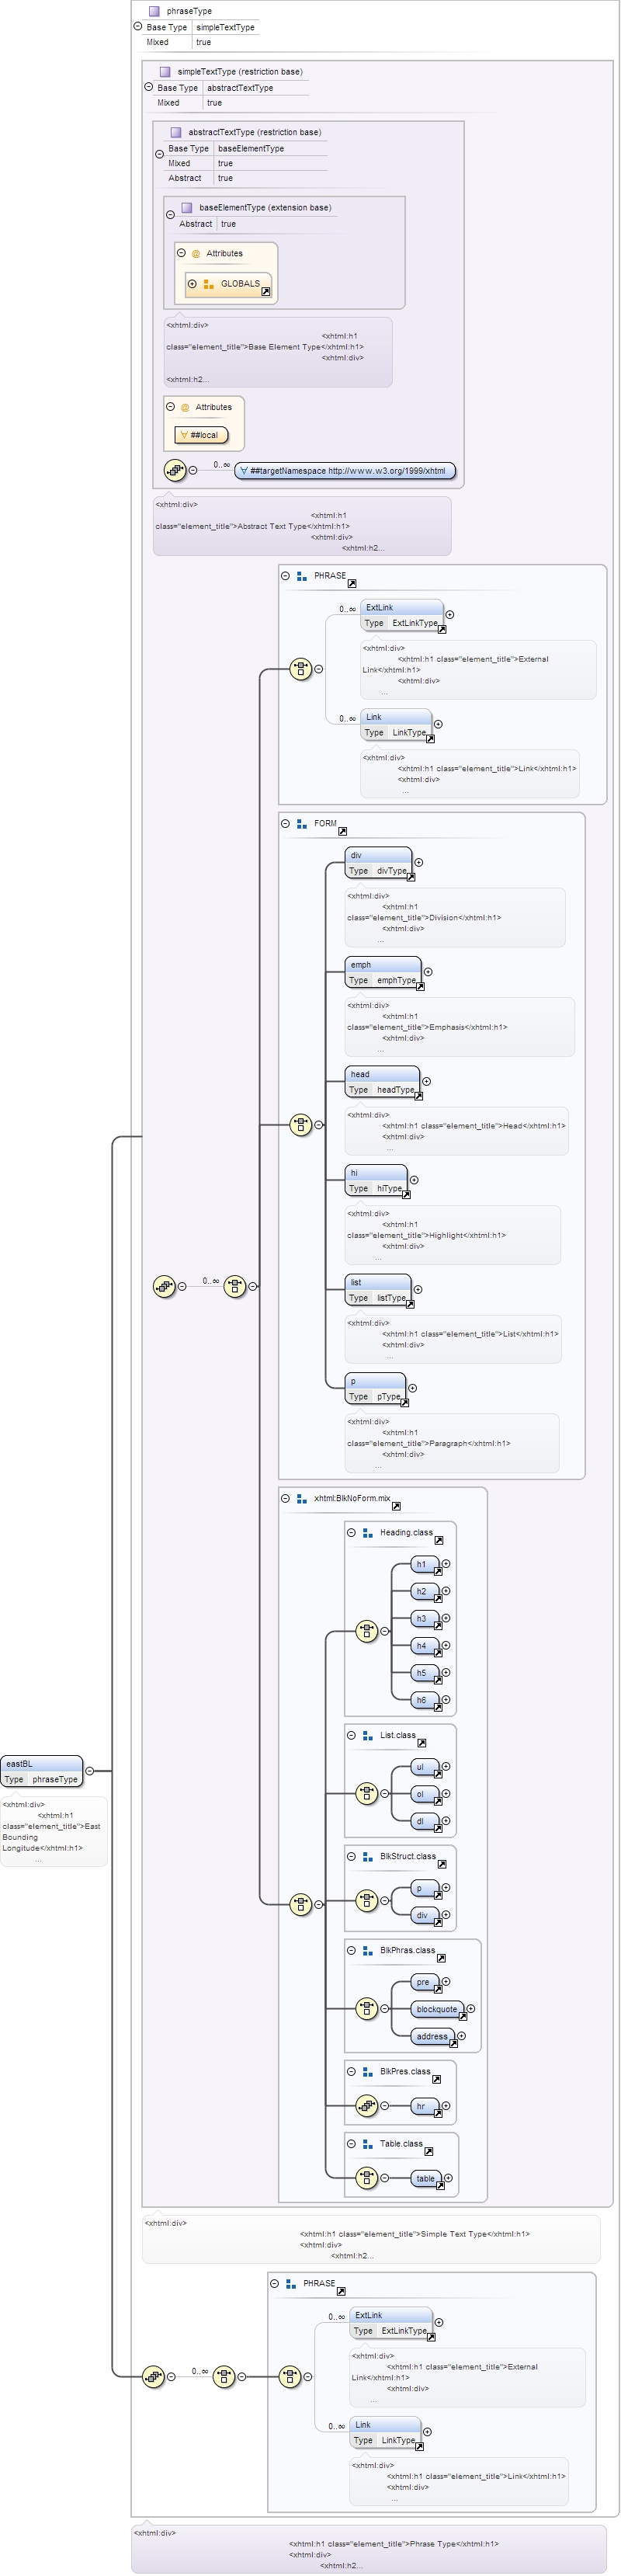 phraseType
Base Type simpleTextType
Mixed true
simpleTextType (restriction base)
Base Type abstractTextType
Mixed true
abstractTextType (restriction base)
Base Type baseElementType
Mixed true
Abstract true
baseElementType (extension base)
Abstract true
@ Attributes
GLOBALS
<xhtml:div>
<xhtml:h1
class="element_title">Base Element Type</xhtml:h1>
<xhtml:div>
<xhtml:h2...
@ Attributes
∀ ##local
0..∞ ∀ ##targetNamespace http://www.w3.org/1999/xhtml
<xhtml:div>
<xhtml:h1
class="element_title">Abstract Text Type</xhtml:h1>
<xhtml:div>
<xhtml:h2...
PHRASE
0..∞ ExtLink
Type ExtLinkType
<xhtml:div>
<xhtml:h1 class="element_title">External
Link</xhtml:h1>
<xhtml:div>
...
0..∞ Link
Type LinkType
<xhtml:div>
<xhtml:h1 class="element_title">Link</xhtml:h1>
<xhtml:div>
...
FORM
div
Type divType
<xhtml:div>
<xhtml:h1
class="element_title">Division</xhtml:h1>
<xhtml:div>
...
emph
Type emphType
<xhtml:div>
<xhtml:h1
class="element_title">Emphasis</xhtml:h1>
<xhtml:div>
...
head
Type headType
<xhtml:div>
<xhtml:h1 class="element_title">Head</xhtml:h1>
<xhtml:div>
...
hi
Type hiType
<xhtml:div>
<xhtml:h1
class="element_title">Highlight</xhtml:h1>
<xhtml:div>
...
0..∞
list
Type listType
<xhtml:div>
<xhtml:h1 class="element_title">List</xhtml:h1>
<xhtml:div>
...
p
Type pType
<xhtml:div>
<xhtml:h1
class="element_title">Paragraph</xhtml:h1>
<xhtml:div>
...
xhtml:BlkNoForm.mix
Heading.class
h1
h2
h3
h4
h5
h6
List.class
ul
ol
dl
eastBL
Type phraseType
<xhtml:div>
<xhtml:h1
class="element_title">East
Bounding
Longitude</xhtml:h1>
...
BlkStruct.class
p
div
BlkPhras.class
pre
blockquote
address
BlkPres.class
hr
Table.class
table
<xhtml:div>
<xhtml:h1 class="element_title">Simple Text Type</xhtml:h1>
<xhtml:div>
<xhtml:h2...
PHRASE
0..∞ ExtLink
Type ExtLinkType
<xhtml:div>
<xhtml:h1 class="element_title">External
Link</xhtml:h1>
<xhtml:div>
...
0..∞
0..∞ Link
Type LinkType
<xhtml:div>
<xhtml:h1 class="element_title">Link</xhtml:h1>
<xhtml:div>
...
<xhtml:div>
<xhtml:h1 class="element_title">Phrase Type</xhtml:h1>
<xhtml:div>
<xhtml:h2...